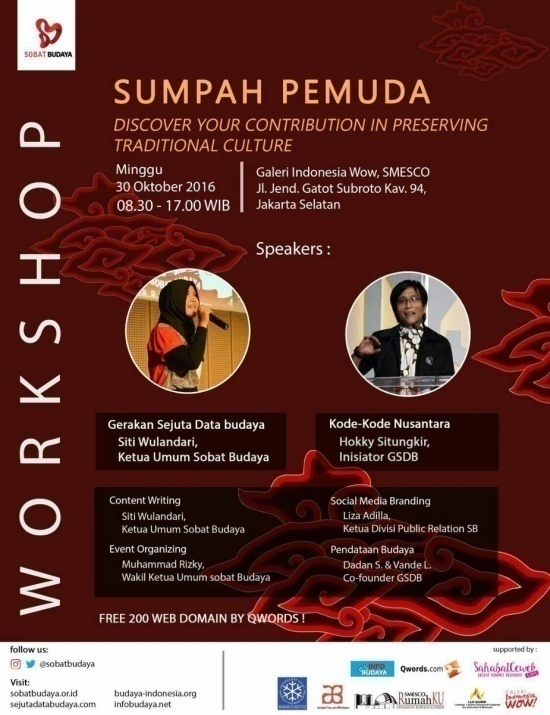 SOBAT BUDAYA
WORKSHOP
SUMPAH PEMUDA
DISCOVER YOUR CONTRIBUTION IN PRESERVING
TRADITIONAL CULTURE
Minggu
30 Oktober 2016
08.30 - 17.00 WIB
Galeri Indonesia Wow, SMESCO
Jl. Jend. Gatot Subroto Kav. 94,
Jakarta Selatan
Speakers :
Gerakan Sejuta Data budaya
Siti Wulandari,
Ketua Umum Sobat Budaya
Kode-Kode Nusantara
Hokky Situngkir,
Inisiator GSDB
Content Writing
Siti Wulandari,
Ketua Umum Sobat Budaya
Event Organizing
Muhammad Rizky,
Wakil Ketua Umum sobat Budaya
Social Media Branding
Liza Adilla,
Ketua Divisi Public Relation SB
Pendataan Budaya
Dadan S. & Vande L.
Co-founder GSDB
FREE 200 WEB DOMAIN BY QWORDS !
follow us:
@sobatbudaya
Visit:
sobatbudaya.or.id
sejutadatabudaya.com
budaya-indonesia.org
infobudaya.net
supported by :
INFO
BUDAYA
Qwords.com
SahabatCewek
SMESCO
RumahKU
GALERI
Indonesia
WOW!